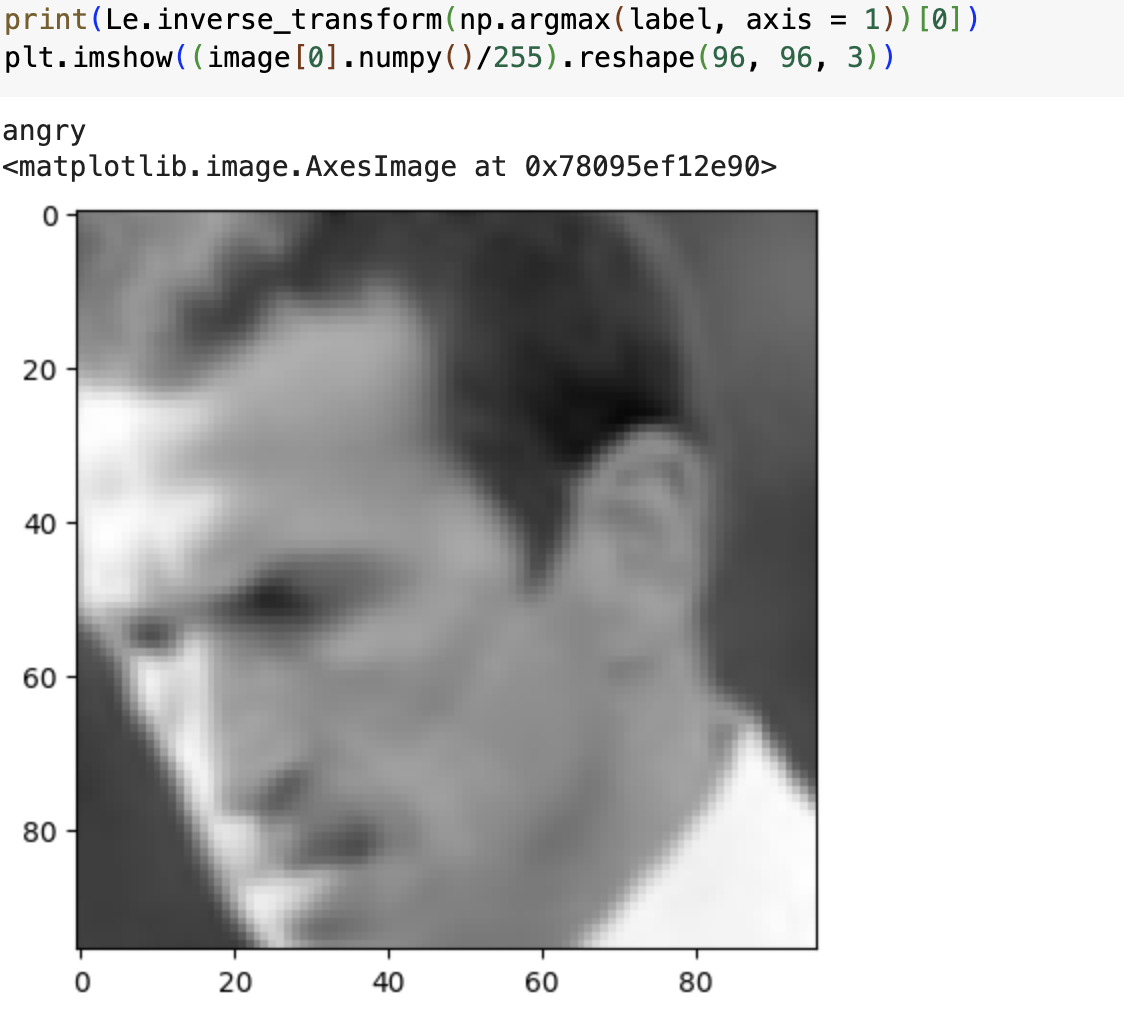 print(Le.inverse_transform(np.argmax(label, axis = 1))[0])
plt.imshow((image[0].numpy()/255).reshape(96, 96, 3))
angry
<matplotlib.image.AxesImage at 0x78095ef12e90>
0
20
40
60
80
0 20 40 60 80